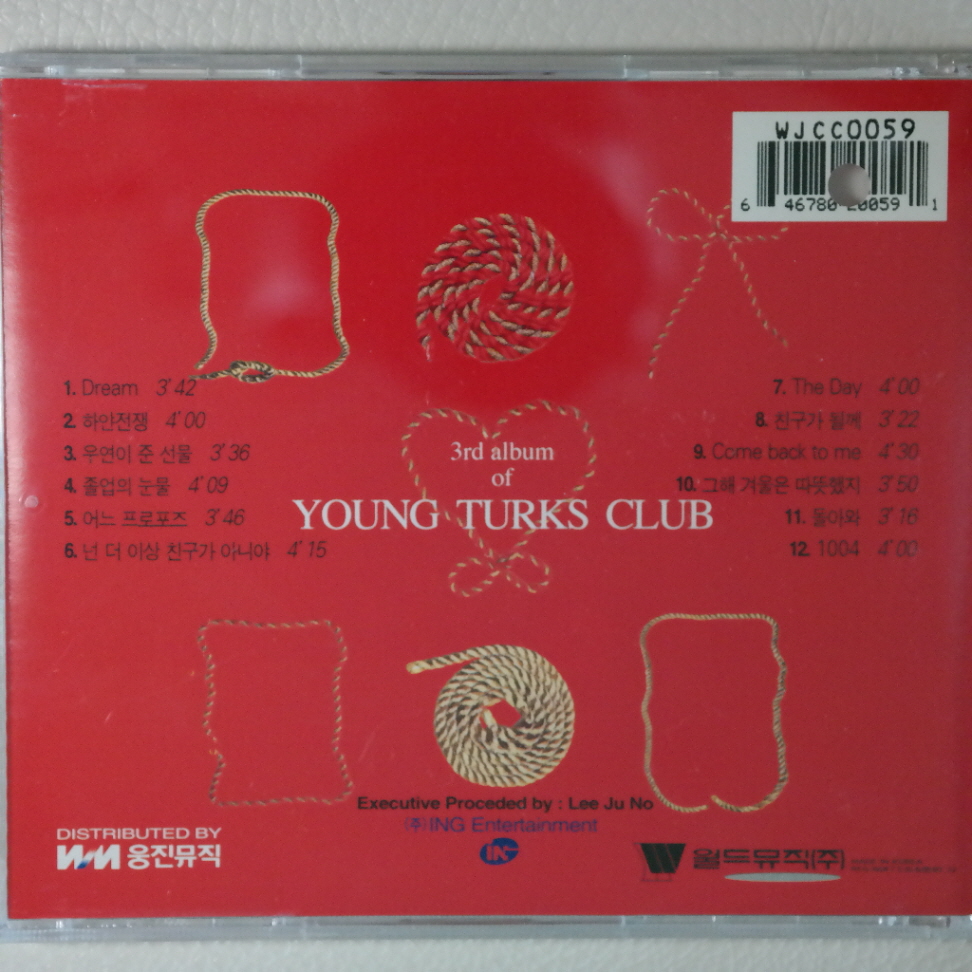 WJCC0059
6 46780 20059 1
1. Dream 3'42
2. 하얀전쟁 4'00
3. 우연이 준 선물 3'36
4. 졸업의 눈물 4'09
5. 어느 프로포즈 3'46
6. 넌 더 이상 친구가 아니야 4'15
3rd album
of
YOUNG TURKS CLUB
7. The Day 4'00
8. 친구가 될께 3'22
9. Come back to me 4'30
10. 그해 겨울은 따뜻했지 3'50
11. 돌아와 3'16
12. 1004 4'00
Executive Proceded by : Lee Ju No
(주)ING Entertainment
ING
DISTRIBUTED BY
WM 웅진뮤직
월드뮤직(주)